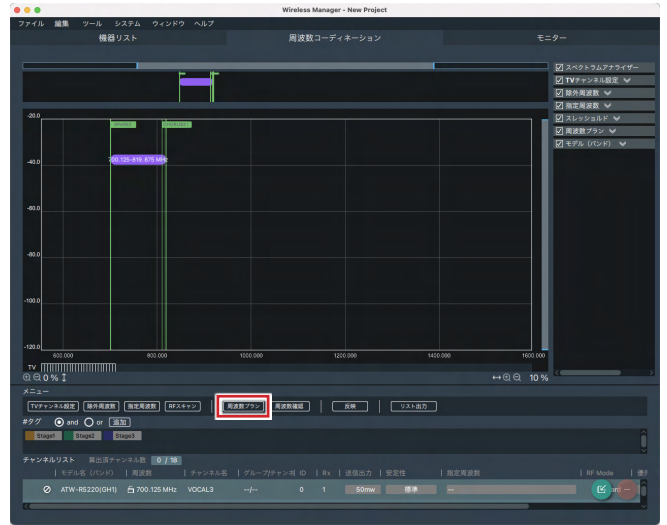 Wireless Manager - New Project
ファイル 編集 ツール システム ウィンドウ ヘルプ
機器リスト 周波数コーディネーション モニター
スペクトラムアナライザー
TVチャンネル設定
除外周波数
指定周波数
スレッショルド
周波数プラン
モデル（バンド）
-20.0
-40.0
-60.0
-80.0
-100.0
-120.0
700.125-819.875 MHz
600.000 800.000 1000.000 1200.000 1400.000 1600.000
TV
0 % 10 %
メニュー
TVチャンネル設定 除外周波数 指定周波数 RFスキャン 周波数プラン 周波数確認 反映 リスト出力
#タグ and or 追加
Stage1 Stage2 Stage3
チャンネルリスト 算出済チャンネル数 0 / 18
モデル名（バンド） 周波数 チャンネル名 グループ/チャンネ ID Rx 送信出力 安定性 指定周波数 RF Mode 優先
ATW-R5220(GH1) 700.125 MHz VOCAL3 --/-- 0 1 50mw 標準 --